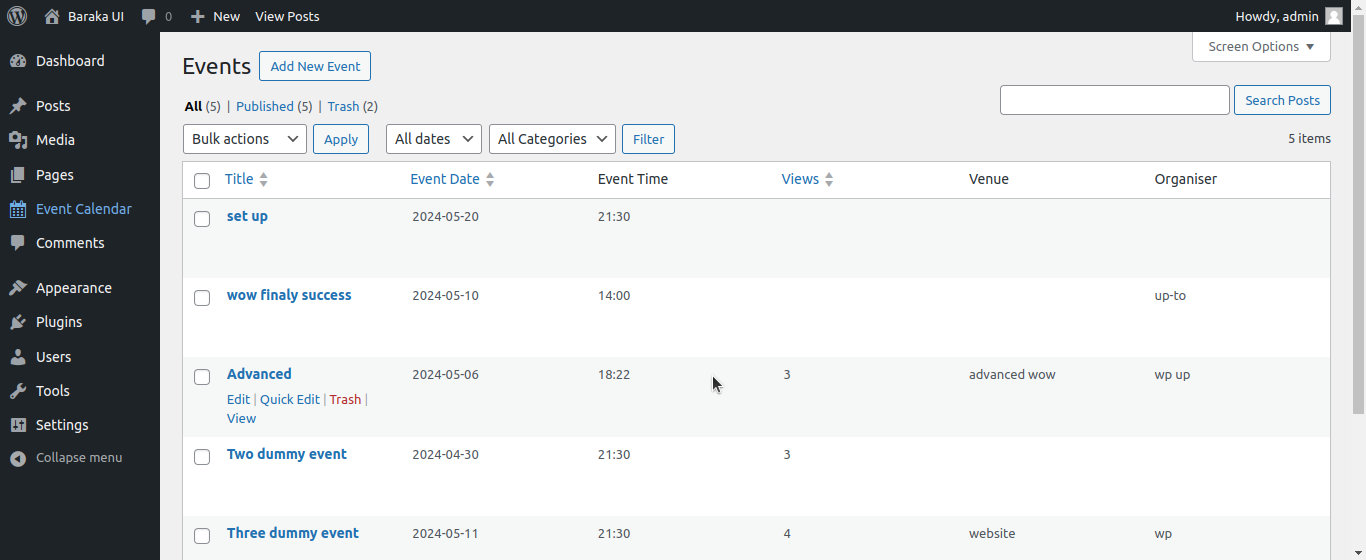 Baraka UI 0 New View Posts Howdy, admin
Dashboard
Posts
Media
Pages
Event Calendar
Comments
Appearance
Plugins
Users
Tools
Settings
Collapse menu
Screen Options
Events Add New Event
All (5) | Published (5) | Trash (2)
Search Posts
Bulk actions Apply All dates All Categories Filter 5 items
Title Event Date Event Time Views Venue Organiser
set up 2024-05-20 21:30
wow finaly success 2024-05-10 14:00 up-to
Advanced 2024-05-06 18:22 3 advanced wow wp up
Edit | Quick Edit | Trash |
View
Two dummy event 2024-04-30 21:30 3
Three dummy event 2024-05-11 21:30 4 website wp